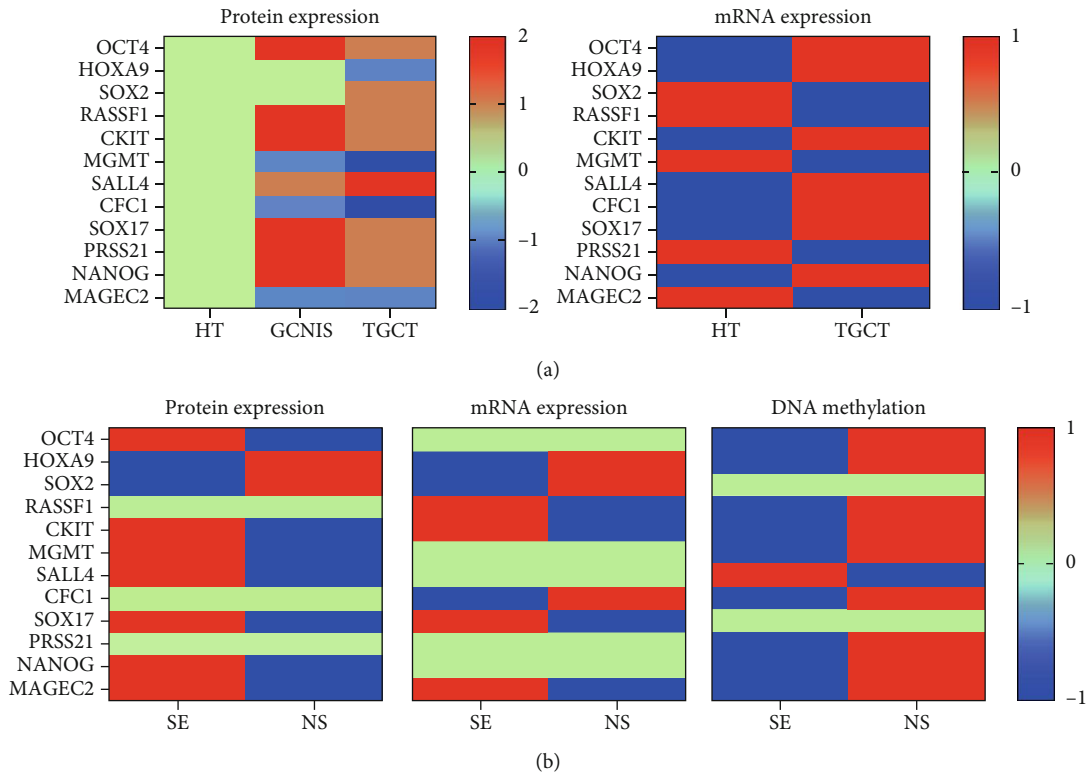 Protein expression
mRNA expression
OCT4
HOXA9
SOX2
RASSF1
CKIT
MGMT
SALL4
CFC1
SOX17
PRSS21
NANOG
MAGEC2
HT
GCNIS
TGCT
2
1
0
−1
−2
OCT4
HOXA9
SOX2
RASSF1
CKIT
MGMT
SALL4
CFC1
SOX17
PRSS21
NANOG
MAGEC2
HT
TGCT
1
0
−1
(a)
Protein expression
mRNA expression
DNA methylation
OCT4
HOXA9
SOX2
RASSF1
CKIT
MGMT
SALL4
CFC1
SOX17
PRSS21
NANOG
MAGEC2
SE
NS
SE
NS
SE
NS
1
0
−1
(b)